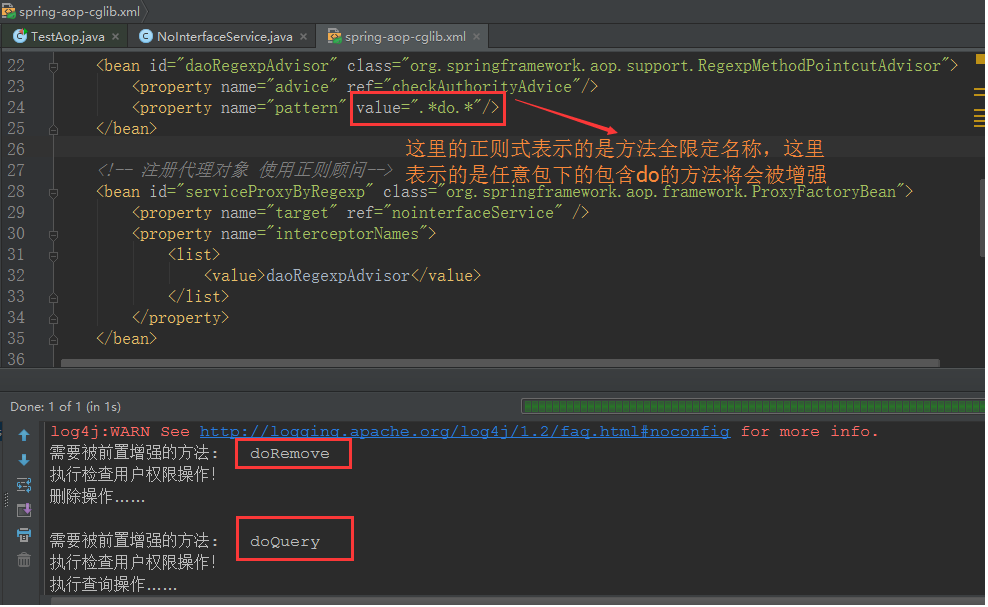 spring-aop-cglib.xml
TestAop.java × NoInterfaceService.java × spring-aop-cglib.xml ×
22 <bean id="daoRegexpAdvisor" class="org.springframework.aop.support.RegexpMethodPointcutAdvisor">
23 <property name="advice" ref="checkAuthorityAdvice"/>
24 <property name="pattern" value=".*do.*"/>
25 </bean>
26 这里的正则式表示的是方法全限定名称，这里
27 <!-- 注册代理对象 使用正则顾问--> 表示的是任意包下的包含do的方法将会被增强
28 <bean id="serviceProxyByRegexp" class="org.springframework.aop.framework.ProxyFactoryBean">
29 <property name="target" ref="nointerfaceService" />
30 <property name="interceptorNames">
31 <list>
32 <value>daoRegexpAdvisor</value>
33 </list>
34 </property>
35 </bean>
36
Done: 1 of 1 (in 1s)
log4j:WARN See http://logging.apache.org/log4j/1.2/faq.html#noconfig for more info.
需要被前置增强的方法： doRemove
执行检查用户权限操作!
删除操作……
需要被前置增强的方法： doQuery
执行检查用户权限操作!
执行查询操作……